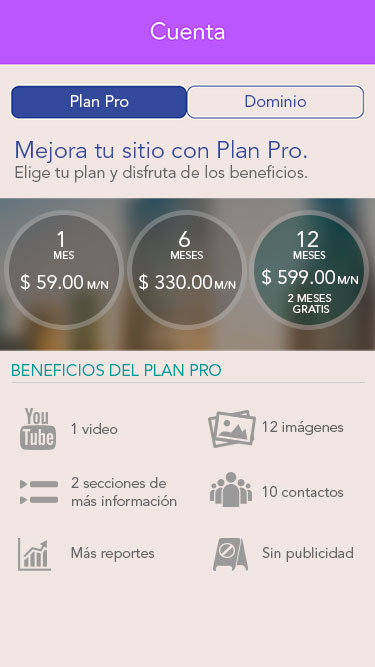 Cuenta
Plan Pro
Dominio
Mejora tu sitio con Plan Pro.
Elige tu plan y disfruta de los beneficios.
1
MES
$ 59.00 M/N
6
MESES
$ 330.00 M/N
12
MESES
$ 599.00 M/N
2 MESES
GRATIS
BENEFICIOS DEL PLAN PRO
You
Tube
1 video
12 imágenes
2 secciones de
más información
10 contactos
Más reportes
Sin publicidad